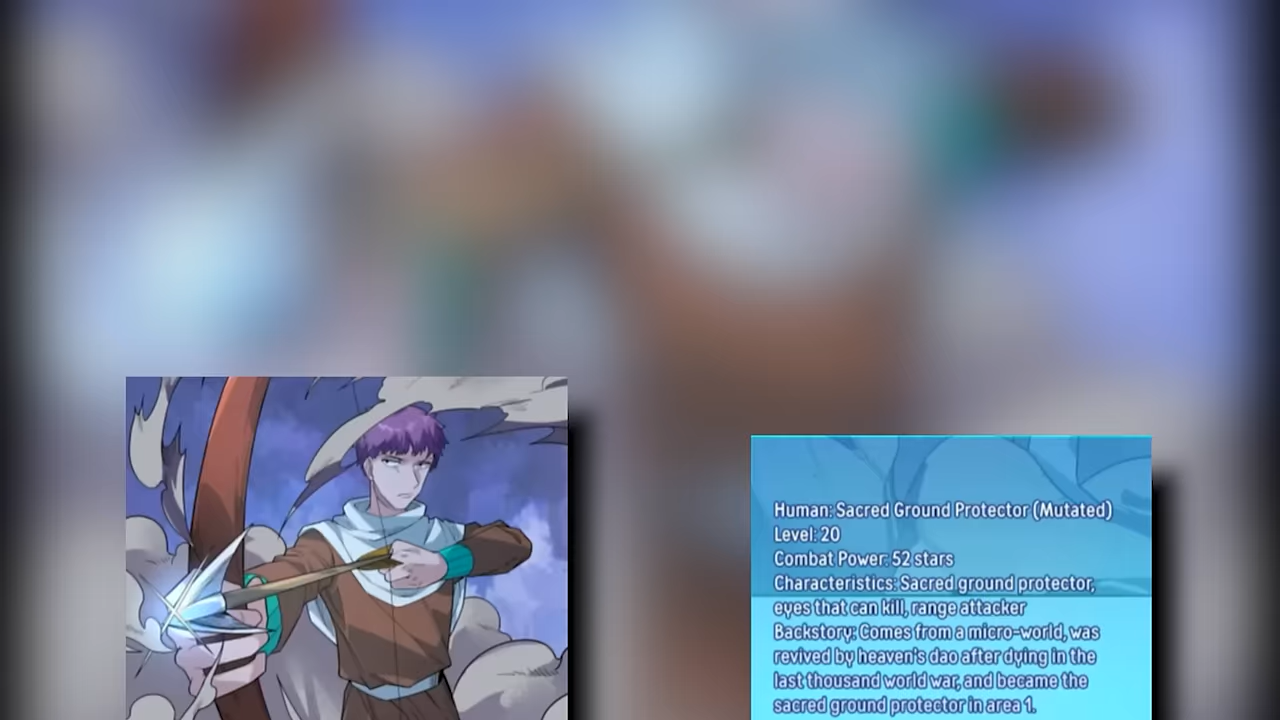 Human: Sacred Ground Protector (Mutated)
Level: 20
Combat Power: 52 stars
Characteristics: Sacred ground protector,
eyes that can kill, range attacker
Backstory: Comes from a micro-world, was
revived by heaven's dao after dying in the
last thousand world war, and became the
sacred ground protector in area 1.